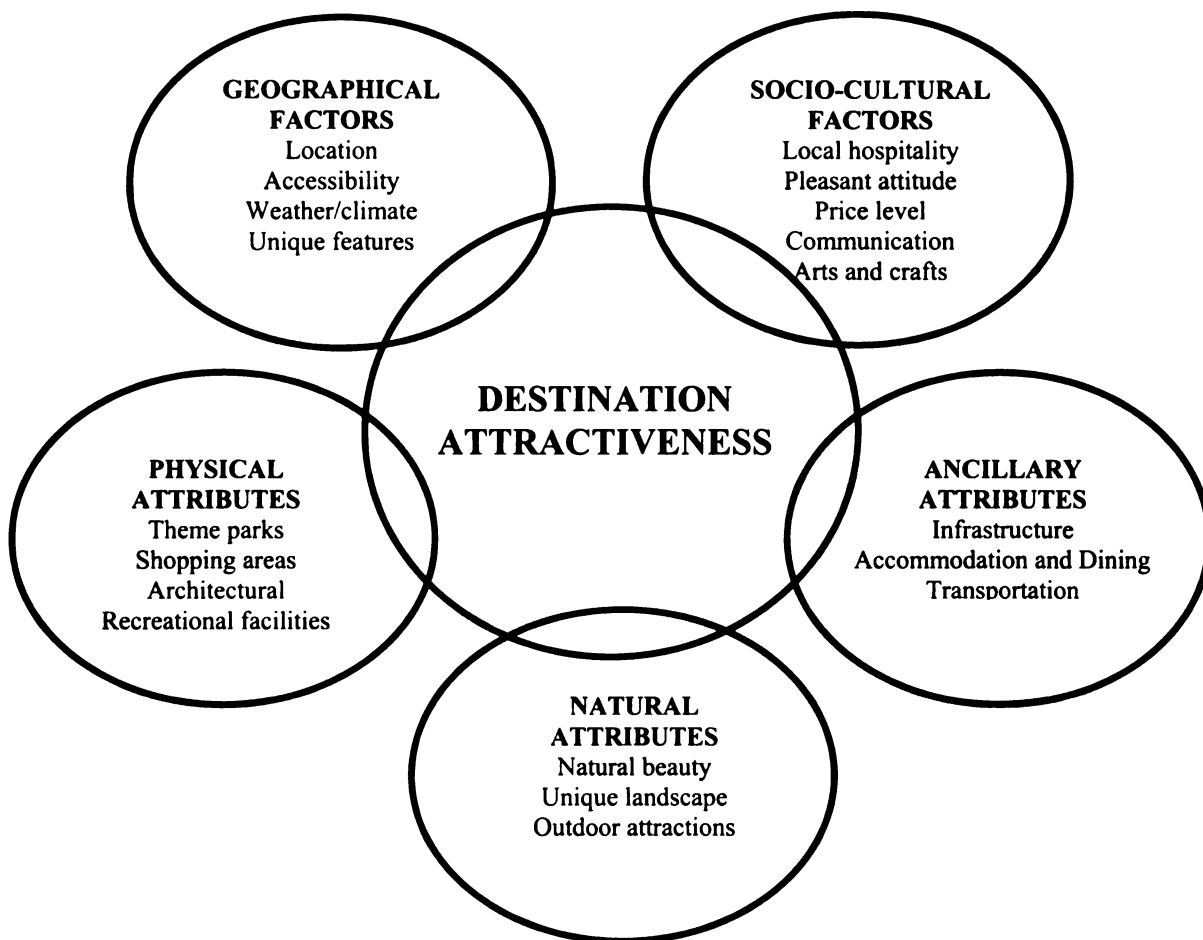 GEOGRAPHICAL
FACTORS
Location
Accessibility
Weather/climate
Unique features
SOCIO-CULTURAL
FACTORS
Local hospitality
Pleasant attitude
Price level
Communication
Arts and crafts
DESTINATION
ATTRACTIVENESS
PHYSICAL
ATTRIBUTES
Theme parks
Shopping areas
Architectural
Recreational facilities
ANCILLARY
ATTRIBUTES
Infrastructure
Accommodation and Dining
Transportation
NATURAL
ATTRIBUTES
Natural beauty
Unique landscape
Outdoor attractions